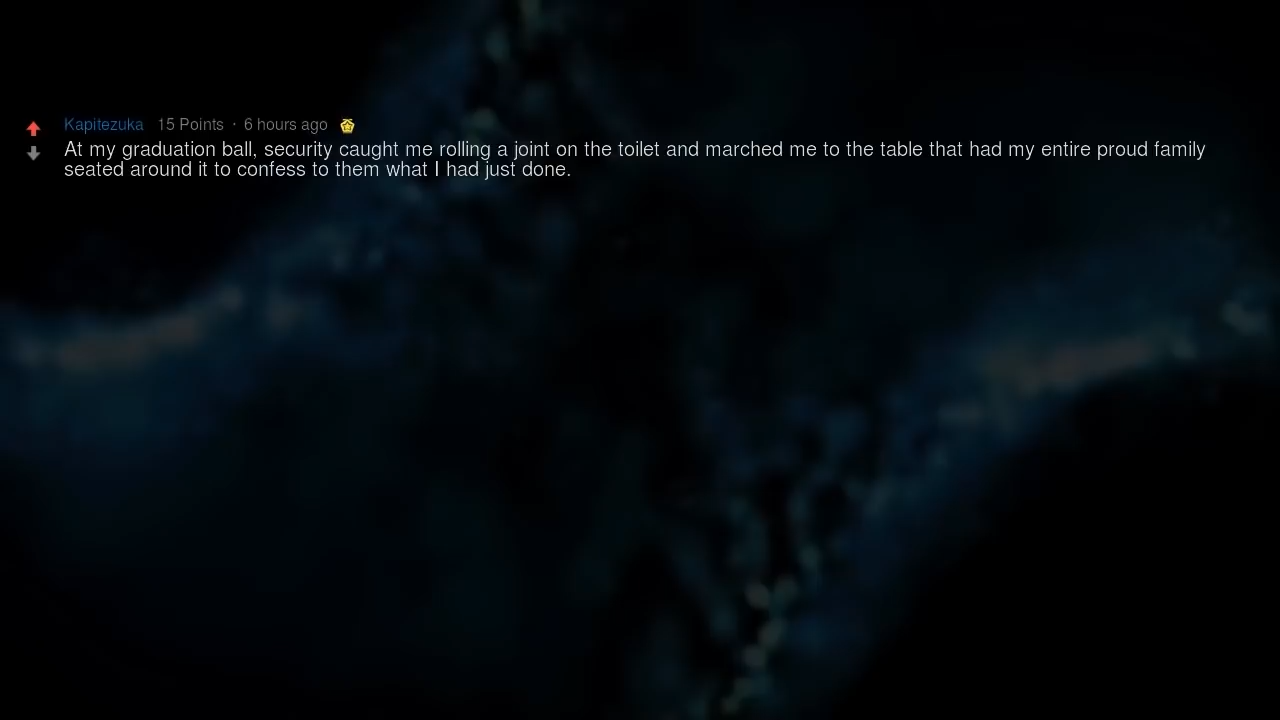 Kapitezuka 15 Points · 6 hours ago
At my graduation ball, security caught me rolling a joint on the toilet and marched me to the table that had my entire proud family
seated around it to confess to them what I had just done.